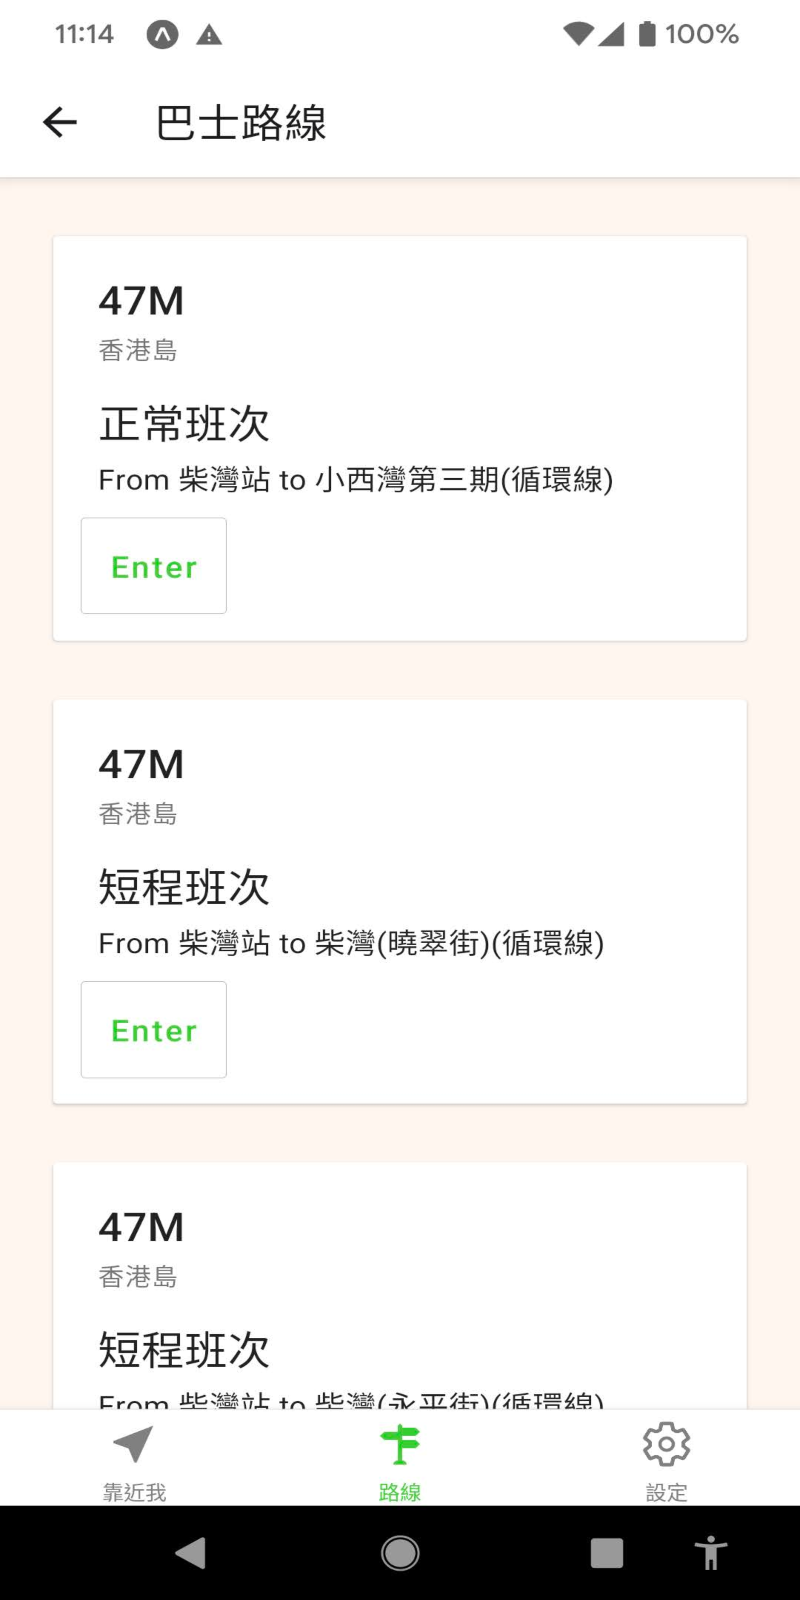 11:14
100%
巴士路線
47M
香港島
正常班次
From 柴灣站 to 小西灣第三期(循環線)
Enter
47M
香港島
短程班次
From 柴灣站 to 柴灣(曉翠街)(循環線)
Enter
47M
香港島
短程班次
From 柴灣站 to 柴灣(永平街)(循環線)
靠近我
路線
設定